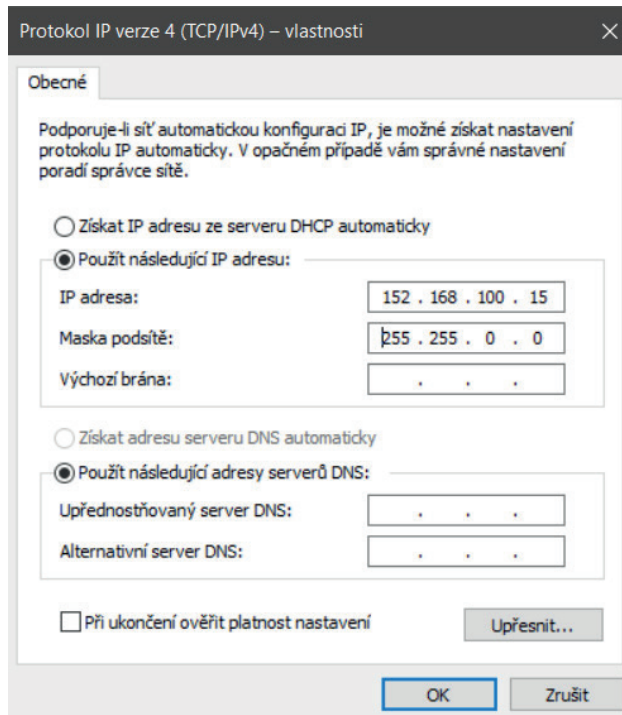 Protokol IP verze 4 (TCP/IPv4) – vlastnosti
Obecné
Podporuje-li síť automatickou konfiguraci IP, je možné získat nastavení
protokolu IP automaticky. V opačném případě vám správné nastavení
poradí správce sítě.
Získat IP adresu ze serveru DHCP automaticky
Použít následující IP adresu:
IP adresa: 152 . 168 . 100 . 15
Maska podsítě: 255 . 255 . 0 . 0
Výchozí brána: . . .
Získat adresu serveru DNS automaticky
Použít následující adresy serverů DNS:
Upřednostňovaný server DNS: . . .
Alternativní server DNS: . . .
Při ukončení ověřit platnost nastavení
Upřesnit...
OK
Zrušit